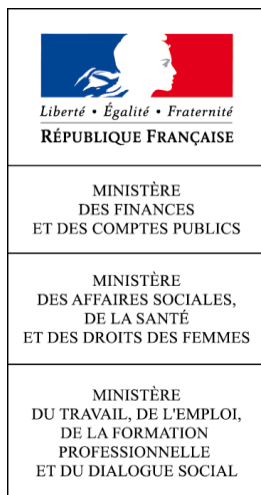 Liberté • Égalité • Fraternité
RÉPUBLIQUE FRANÇAISE
MINISTÈRE
DES FINANCES
ET DES COMPTES PUBLICS
MINISTÈRE
DES AFFAIRES SOCIALES,
DE LA SANTÉ
ET DES DROITS DES FEMMES
MINISTÈRE
DU TRAVAIL, DE L'EMPLOI,
DE LA FORMATION
PROFESSIONNELLE
ET DU DIALOGUE SOCIAL